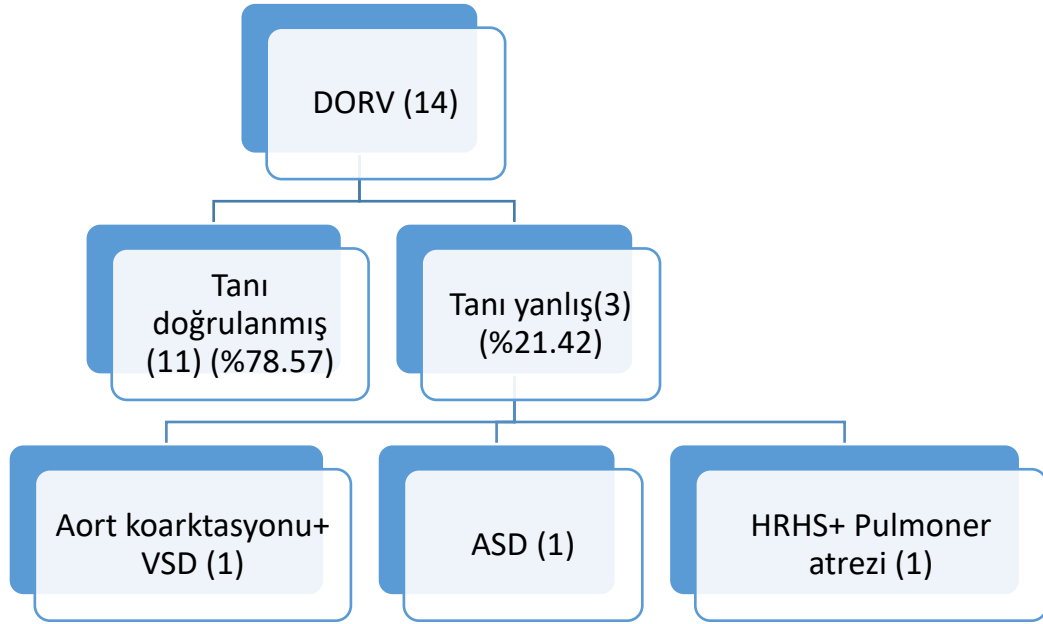 DORV (14)
Tanı
doğrulanmış
(11) (%78.57)
Tanı yanlış(3)
(%21.42)
Aort koarktasyonu+
VSD (1)
ASD (1)
HRHS+ Pulmoner
atrezi (1)